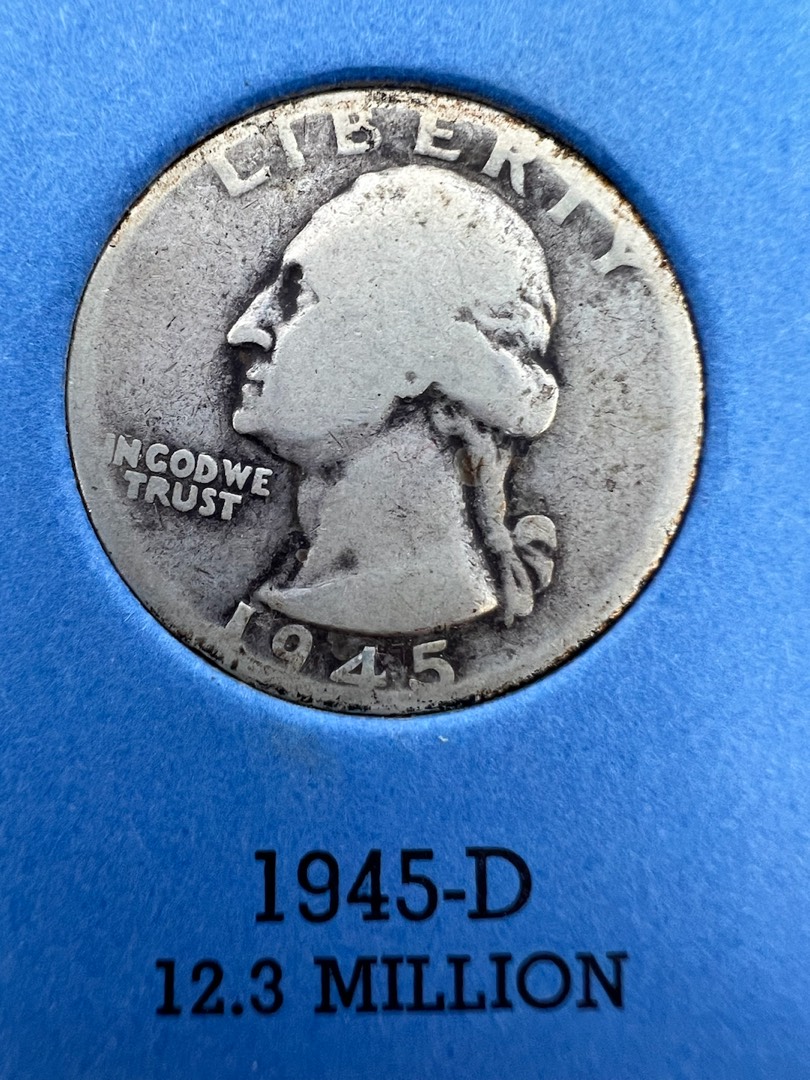 LIBERTY
IN GOD WE
TRUST
1945
1945-D
12.3 MILLION